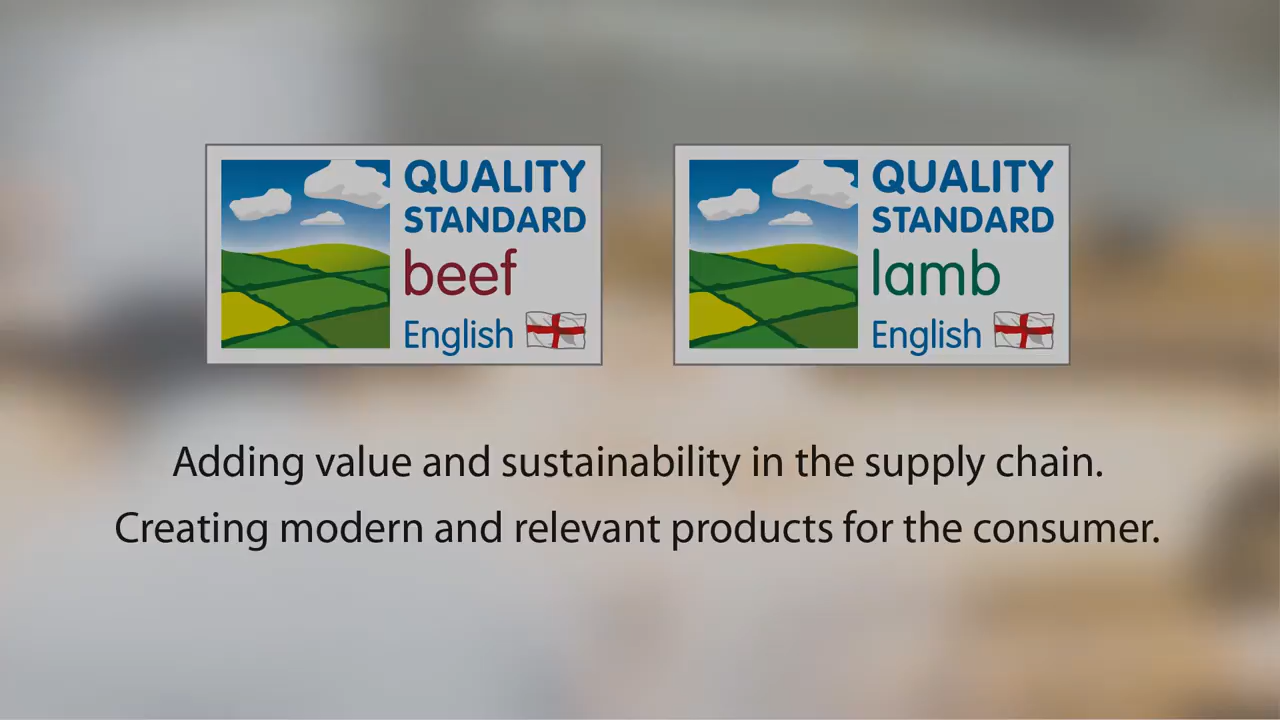 QUALITY
STANDARD
beef
English
QUALITY
STANDARD
lamb
English
Adding value and sustainability in the supply chain.
Creating modern and relevant products for the consumer.